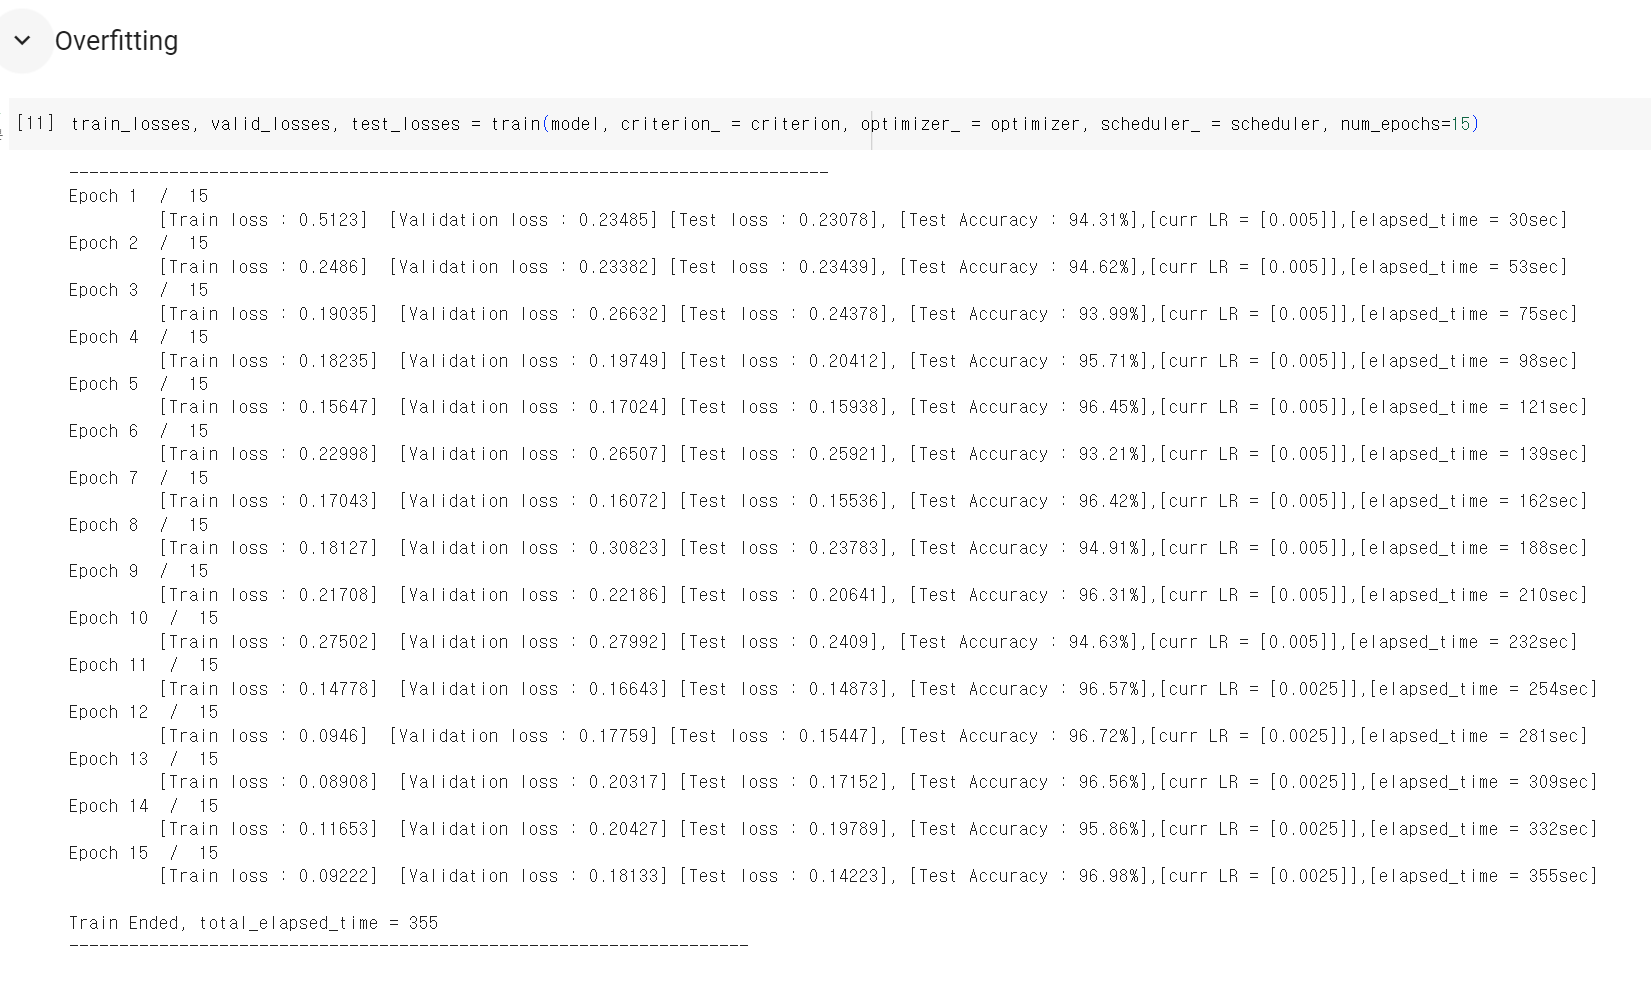 Overfitting
[11] train_losses, valid_losses, test_losses = train(model, criterion_ = criterion, optimizer_ = optimizer, scheduler_ = scheduler, num_epochs=15)
----------------------------------------------------------------------------
Epoch 1  /  15
[Train loss : 0.5123]  [Validation loss : 0.23485] [Test loss : 0.23078], [Test Accuracy : 94.31%],[curr LR = [0.005]],[elapsed_time = 30sec]
Epoch 2  /  15
[Train loss : 0.2486]  [Validation loss : 0.23382] [Test loss : 0.23439], [Test Accuracy : 94.62%],[curr LR = [0.005]],[elapsed_time = 53sec]
Epoch 3  /  15
[Train loss : 0.19035]  [Validation loss : 0.26632] [Test loss : 0.24378], [Test Accuracy : 93.99%],[curr LR = [0.005]],[elapsed_time = 75sec]
Epoch 4  /  15
[Train loss : 0.18235]  [Validation loss : 0.19749] [Test loss : 0.20412], [Test Accuracy : 95.71%],[curr LR = [0.005]],[elapsed_time = 98sec]
Epoch 5  /  15
[Train loss : 0.15647]  [Validation loss : 0.17024] [Test loss : 0.15938], [Test Accuracy : 96.45%],[curr LR = [0.005]],[elapsed_time = 121sec]
Epoch 6  /  15
[Train loss : 0.22998]  [Validation loss : 0.26507] [Test loss : 0.25921], [Test Accuracy : 93.21%],[curr LR = [0.005]],[elapsed_time = 139sec]
Epoch 7  /  15
[Train loss : 0.17043]  [Validation loss : 0.16072] [Test loss : 0.15536], [Test Accuracy : 96.42%],[curr LR = [0.005]],[elapsed_time = 162sec]
Epoch 8  /  15
[Train loss : 0.18127]  [Validation loss : 0.30823] [Test loss : 0.23783], [Test Accuracy : 94.91%],[curr LR = [0.005]],[elapsed_time = 188sec]
Epoch 9  /  15
[Train loss : 0.21708]  [Validation loss : 0.22186] [Test loss : 0.20641], [Test Accuracy : 96.31%],[curr LR = [0.005]],[elapsed_time = 210sec]
Epoch 10  /  15
[Train loss : 0.27502]  [Validation loss : 0.27992] [Test loss : 0.2409], [Test Accuracy : 94.63%],[curr LR = [0.005]],[elapsed_time = 232sec]
Epoch 11  /  15
[Train loss : 0.14778]  [Validation loss : 0.16643] [Test loss : 0.14873], [Test Accuracy : 96.57%],[curr LR = [0.0025]],[elapsed_time = 254sec]
Epoch 12  /  15
[Train loss : 0.0946]  [Validation loss : 0.17759] [Test loss : 0.15447], [Test Accuracy : 96.72%],[curr LR = [0.0025]],[elapsed_time = 281sec]
Epoch 13  /  15
[Train loss : 0.08908]  [Validation loss : 0.20317] [Test loss : 0.17152], [Test Accuracy : 96.56%],[curr LR = [0.0025]],[elapsed_time = 309sec]
Epoch 14  /  15
[Train loss : 0.11653]  [Validation loss : 0.20427] [Test loss : 0.19789], [Test Accuracy : 95.86%],[curr LR = [0.0025]],[elapsed_time = 332sec]
Epoch 15  /  15
[Train loss : 0.09222]  [Validation loss : 0.18133] [Test loss : 0.14223], [Test Accuracy : 96.98%],[curr LR = [0.0025]],[elapsed_time = 355sec]
Train Ended, total_elapsed_time = 355
--------------------------------------------------------------------